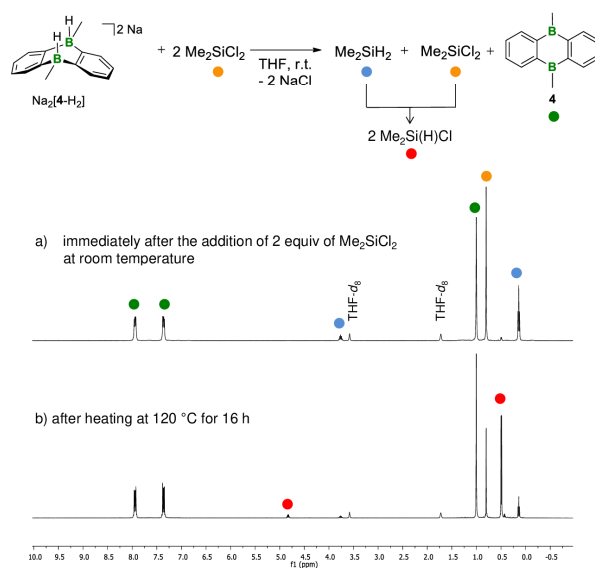 H
H
B
B
2 Na
Na₂[4-H₂]
+ 2 Me₂SiCl₂
THF, r.t.
- 2 NaCl
Me₂SiH₂ + Me₂SiCl₂ +
B
B
4
2 Me₂Si(H)Cl
a) immediately after the addition of 2 equiv of Me₂SiCl₂
at room temperature
THF-d₈
THF-d₈
b) after heating at 120 °C for 16 h
10.0 9.5 9.0 8.5 8.0 7.5 7.0 6.5 6.0 5.5 5.0 4.5 4.0 3.5 3.0 2.5 2.0 1.5 1.0 0.5 0.0 -0.5
f1 (ppm)